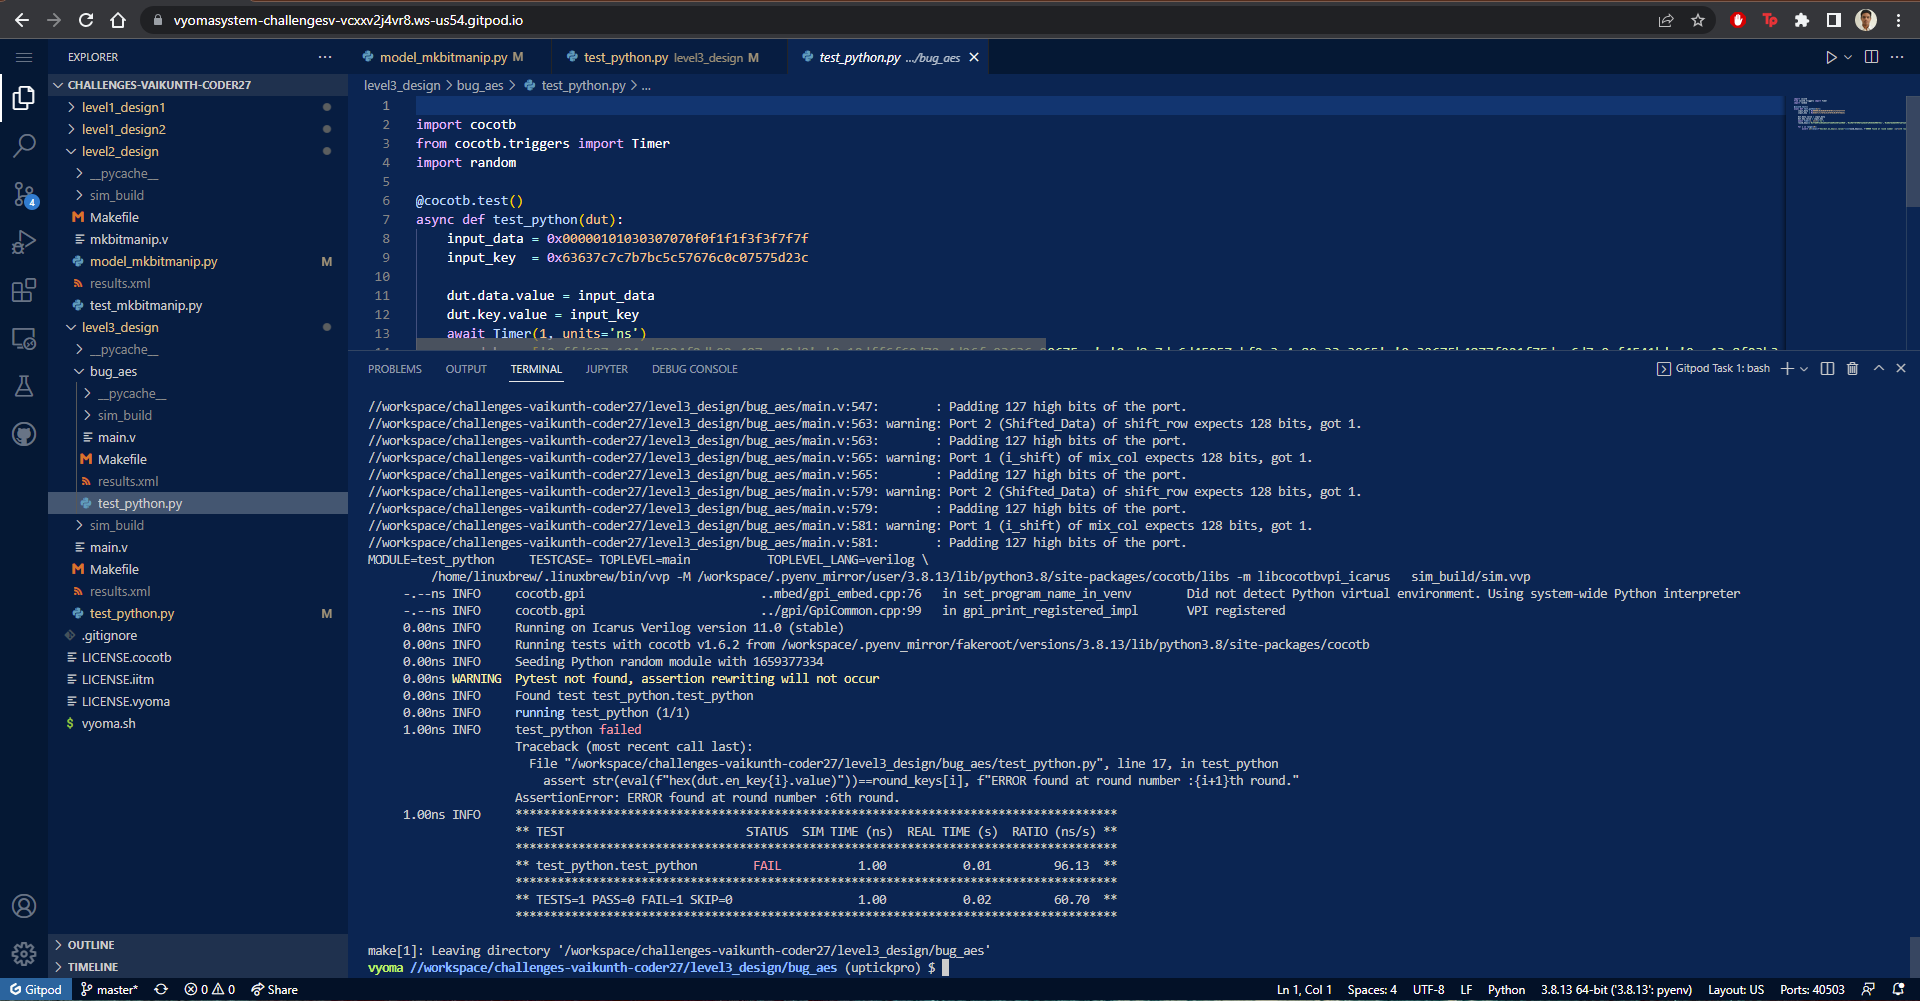 vyomasystem-challengesv-vcxxv2j4vr8.ws-us54.gitpod.io
EXPLORER
CHALLENGES-VAIKUNTH-CODER27
level1_design1
level1_design2
level2_design
__pycache__
sim_build
Makefile
mkbitmanip.v
model_mkbitmanip.py M
results.xml
test_mkbitmanip.py
level3_design
__pycache__
bug_aes
__pycache__
sim_build
main.v
Makefile
results.xml
test_python.py
sim_build
main.v
Makefile
results.xml
test_python.py M
.gitignore
LICENSE.cocotb
LICENSE.iitm
LICENSE.vyoma
$ vyoma.sh
OUTLINE
TIMELINE
4
model_mkbitmanip.py M
test_python.py level3_design M
test_python.py .../bug_aes
level3_design > bug_aes > test_python.py > ...
1
2 import cocotb
3 from cocotb.triggers import Timer
4 import random
5
6 @cocotb.test()
7 async def test_python(dut):
8 input_data = 0x00000101030307070f0f1f1f3f3f7f7f
9 input_key  = 0x63637c7c7b7bc5c57676c0c07575d23c
10
11 dut.data.value = input_data
12 dut.key.value = input_key
13 await Timer(1, units='ns')
PROBLEMS OUTPUT TERMINAL JUPYTER DEBUG CONSOLE
Gitpod Task 1: bash
//workspace/challenges-vaikunth-coder27/level3_design/bug_aes/main.v:547:        : Padding 127 high bits of the port.
//workspace/challenges-vaikunth-coder27/level3_design/bug_aes/main.v:563: warning: Port 2 (Shifted_Data) of shift_row expects 128 bits, got 1.
//workspace/challenges-vaikunth-coder27/level3_design/bug_aes/main.v:563:        : Padding 127 high bits of the port.
//workspace/challenges-vaikunth-coder27/level3_design/bug_aes/main.v:565: warning: Port 1 (i_shift) of mix_col expects 128 bits, got 1.
//workspace/challenges-vaikunth-coder27/level3_design/bug_aes/main.v:565:        : Padding 127 high bits of the port.
//workspace/challenges-vaikunth-coder27/level3_design/bug_aes/main.v:579: warning: Port 2 (Shifted_Data) of shift_row expects 128 bits, got 1.
//workspace/challenges-vaikunth-coder27/level3_design/bug_aes/main.v:579:        : Padding 127 high bits of the port.
//workspace/challenges-vaikunth-coder27/level3_design/bug_aes/main.v:581: warning: Port 1 (i_shift) of mix_col expects 128 bits, got 1.
//workspace/challenges-vaikunth-coder27/level3_design/bug_aes/main.v:581:        : Padding 127 high bits of the port.
MODULE=test_python     TESTCASE= TOPLEVEL=main          TOPLEVEL_LANG=verilog \
/home/linuxbrew/.linuxbrew/bin/vvp -M /workspace/.pyenv_mirror/user/3.8.13/lib/python3.8/site-packages/cocotb/libs -m libcocotbvpi_icarus   sim_build/sim.vvp
-.--ns INFO     cocotb.gpi                         ..mbed/gpi_embed.cpp:76   in set_program_name_in_venv        Did not detect Python virtual environment. Using system-wide Python interpreter
-.--ns INFO     cocotb.gpi                         ../gpi/GpiCommon.cpp:99   in gpi_print_registered_impl       VPI registered
0.00ns INFO     Running on Icarus Verilog version 11.0 (stable)
0.00ns INFO     Running tests with cocotb v1.6.2 from /workspace/.pyenv_mirror/fakeroot/versions/3.8.13/lib/python3.8/site-packages/cocotb
0.00ns INFO     Seeding Python random module with 1659377334
0.00ns WARNING  Pytest not found, assertion rewriting will not occur
0.00ns INFO     Found test test_python.test_python
0.00ns INFO     running test_python (1/1)
1.00ns INFO     test_python failed
Traceback (most recent call last):
File "/workspace/challenges-vaikunth-coder27/level3_design/bug_aes/test_python.py", line 17, in test_python
assert str(eval(f"hex(dut.en_key{i}.value)"))==round_keys[i], f"ERROR found at round number :{i+1}th round."
AssertionError: ERROR found at round number :6th round.
1.00ns INFO     **************************************************************************************
** TEST                          STATUS  SIM TIME (ns)  REAL TIME (s)  RATIO (ns/s) **
**************************************************************************************
** test_python.test_python        FAIL           1.00           0.01         96.13  **
**************************************************************************************
** TESTS=1 PASS=0 FAIL=1 SKIP=0                  1.00           0.02         60.70  **
**************************************************************************************
make[1]: Leaving directory '/workspace/challenges-vaikunth-coder27/level3_design/bug_aes'
vyoma //workspace/challenges-vaikunth-coder27/level3_design/bug_aes (uptickpro) $
Gitpod master* 0 0 Share Ln 1, Col 1 Spaces: 4 UTF-8 LF Python 3.8.13 64-bit ('3.8.13': pyenv) Layout: US Ports: 40503